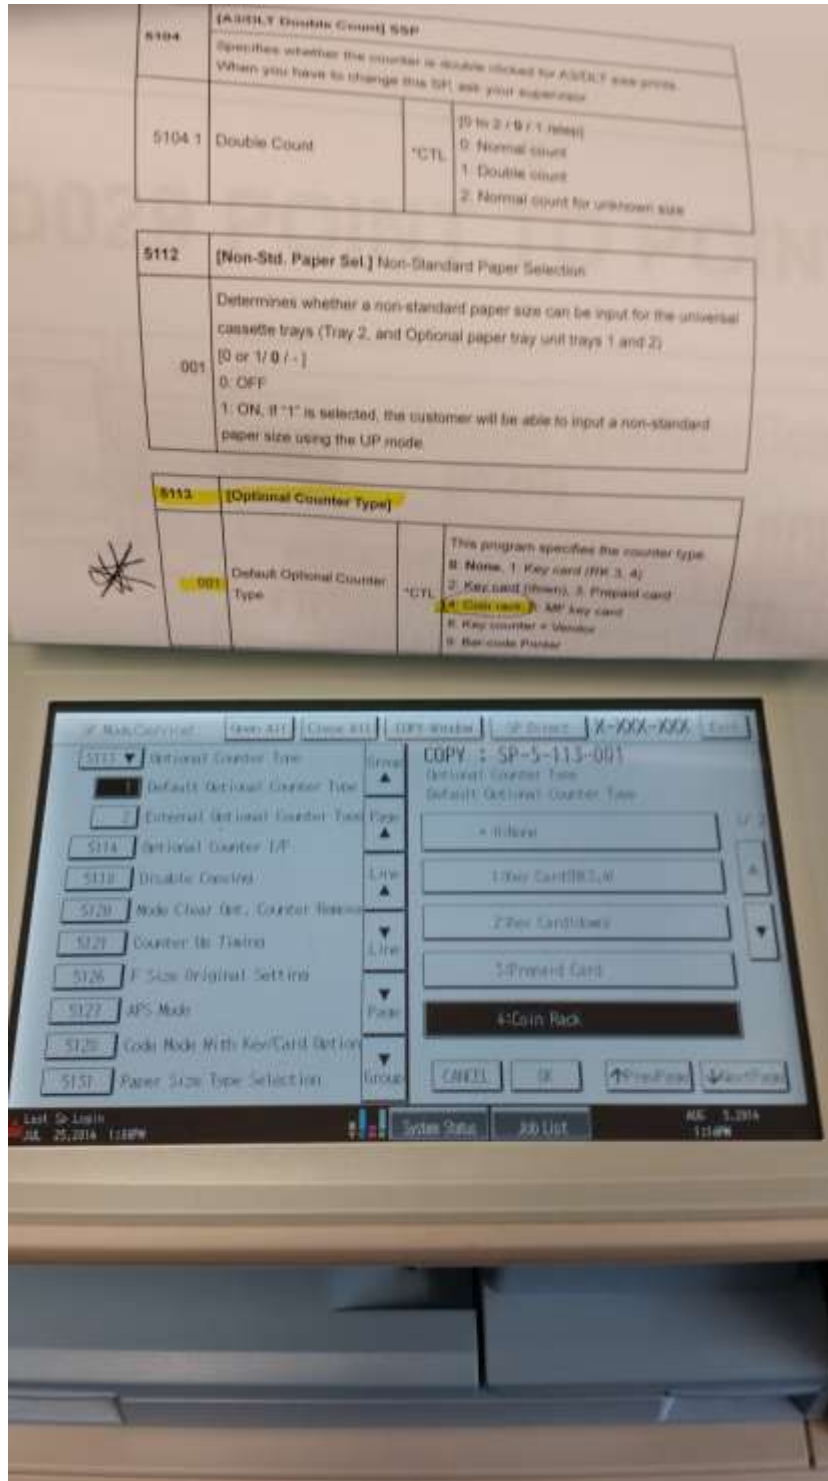 5104
[A3/DLT Double Count] SSP
Specifies whether the counter is double clicked for A3/DLT size prints.
When you have to change this SP, ask your supervisor
5104 1
Double Count
*CTL
[0 to 2 / 0 / 1 /step]
0: Normal count
1: Double count
2: Normal count for unknown size
5112
[Non-Std. Paper Sel.] Non-Standard Paper Selection
001
Determines whether a non-standard paper size can be input for the universal
cassette trays (Tray 2, and Optional paper tray unit trays 1 and 2)
[0 or 1/ 0 / - ]
0: OFF
1: ON, If "1" is selected, the customer will be able to input a non-standard
paper size using the UP mode
5113
[Optional Counter Type]
001
Default Optional Counter
Type
*CTL
This program specifies the counter type.
0: None, 1: Key card (RK 3, 4)
2: Key card (down), 3: Prepaid card
4: Coin rack, 5: MF key card
8: Key counter + Vendor
9: Bar-code Printer
SP Mode(Service)
Open All
Close All
COPY Window
SP Direct
X-XXX-XXX
Exit
5113
Optional Counter Type
1
Default Optional Counter Type
2
External Optional Counter Type
5114
Optional Counter I/F
5118
Disable Copying
5120
Mode Clear Opt. Counter Remova
5121
Counter Up Timing
5126
F Size Original Setting
5127
APS Mode
5128
Code Mode With Key/Card Option
5131
Paper Size Type Selection
Group
Page
Line
Line
Page
Group
COPY : SP-5-113-001
Optional Counter Type
Default Optional Counter Type
0:None
1:Key Card(RK3,4)
2:Key Card(down)
3:Prepaid Card
4:Coin Rack
CANCEL
OK
PrevPage
NextPage
Last Sp Login
JUL 25,2014
System Status
Job List
AUG 5,2014